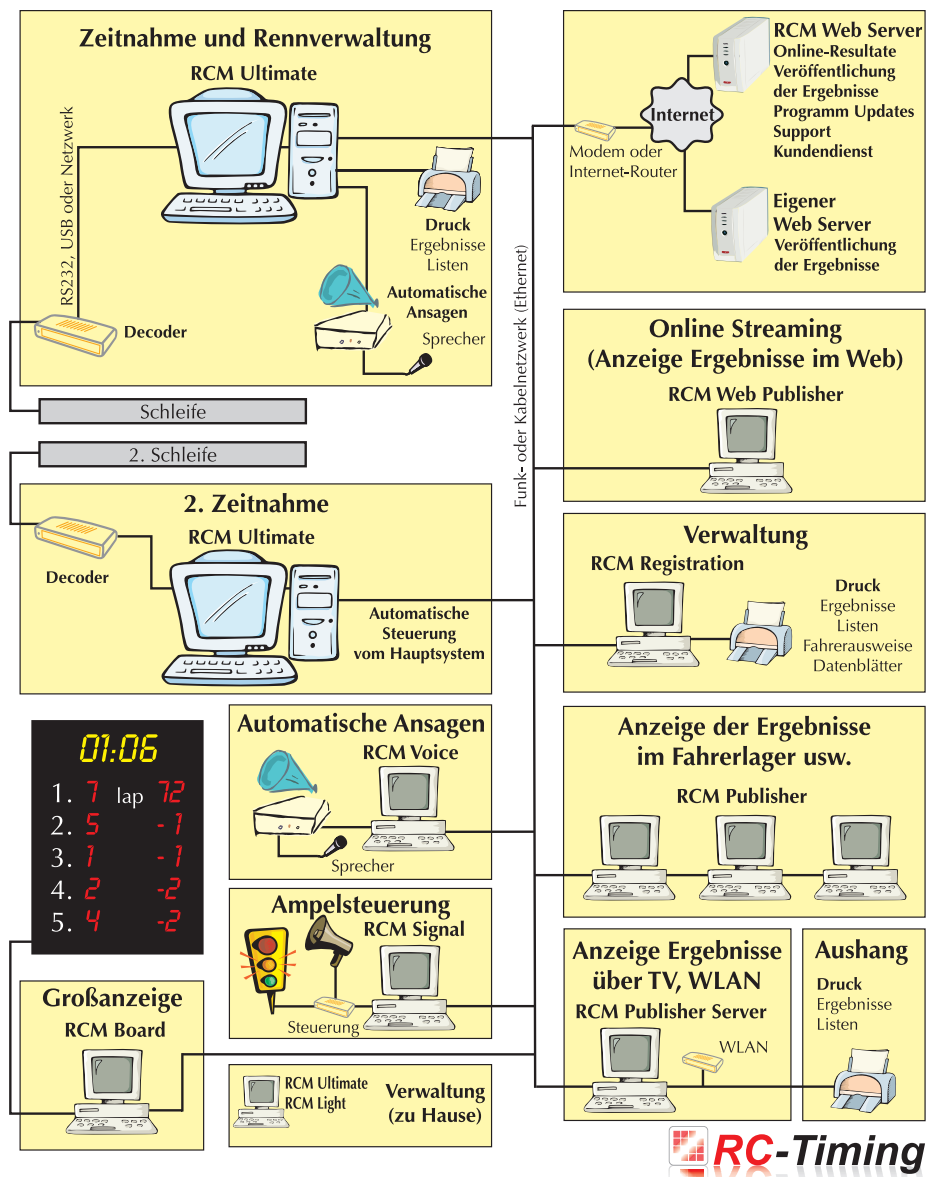 Zeitnahme und Rennverwaltung
RCM Ultimate
RS232, USB oder Netzwerk
Decoder
Druck
Ergebnisse
Listen
Automatische
Ansagen
Sprecher
Schleife
2. Schleife
2. Zeitnahme
RCM Ultimate
Decoder
Automatische
Steuerung
vom Hauptsystem
Funk- oder Kabelnetzwerk (Ethernet)
RCM Web Server
Online-Resultate
Veröffentlichung
der Ergebnisse
Programm Updates
Support
Kundendienst
Internet
Modem oder
Internet-Router
Eigener
Web Server
Veröffentlichung
der Ergebnisse
Online Streaming
(Anzeige Ergebnisse im Web)
RCM Web Publisher
Verwaltung
RCM Registration
Druck
Ergebnisse
Listen
Fahrerausweise
Datenblätter
01:06
1. 7 lap 72
2. 5 -1
3. 1 -1
4. 2 -2
5. 4 -2
Automatische Ansagen
RCM Voice
Sprecher
Anzeige der Ergebnisse
im Fahrerlager usw.
RCM Publisher
Ampelsteuerung
RCM Signal
Steuerung
Großanzeige
RCM Board
RCM Ultimate
RCM Light
Verwaltung
(zu Hause)
Anzeige Ergebnisse
über TV, WLAN
RCM Publisher Server
WLAN
Aushang
Druck
Ergebnisse
Listen
RC-Timing